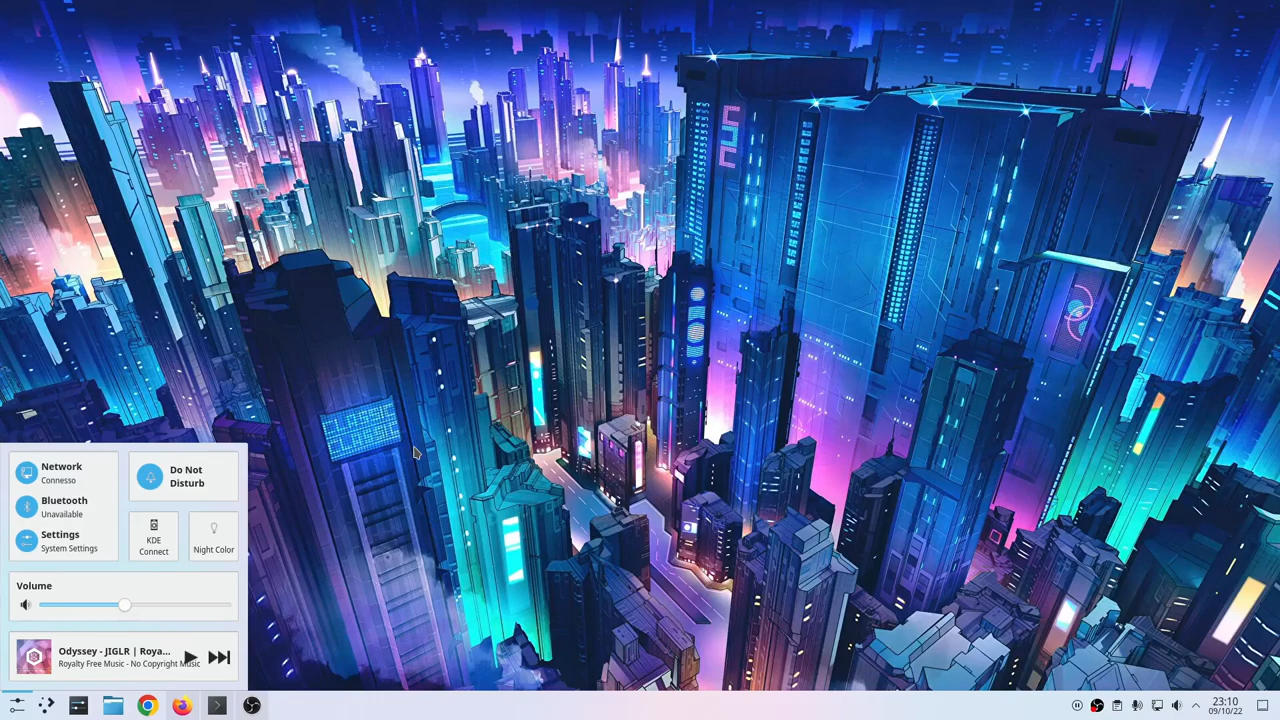 Network
Connesso
Bluetooth
Unavailable
Settings
System Settings
Do Not
Disturb
KDE
Connect
Night Color
Volume
Odyssey - JIGLR | Roya...
Royalty Free Music - No Copyright Music
23:10
09/10/22